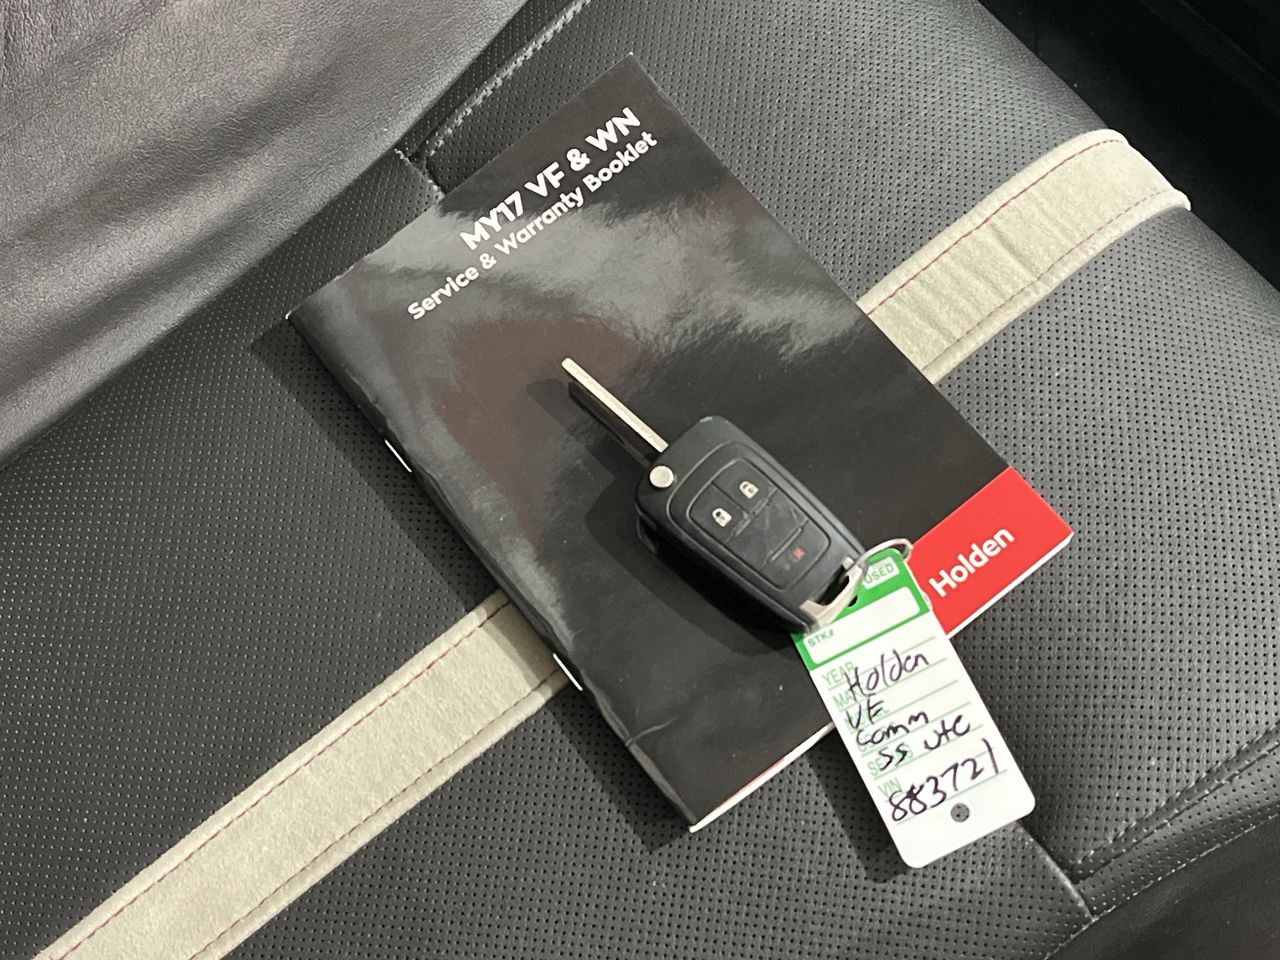 MY17 VF & WN
Service & Warranty Booklet
Holden
USED
STK#
YEAR
Holden
VF
Comm
SS Ute
VIN
883721